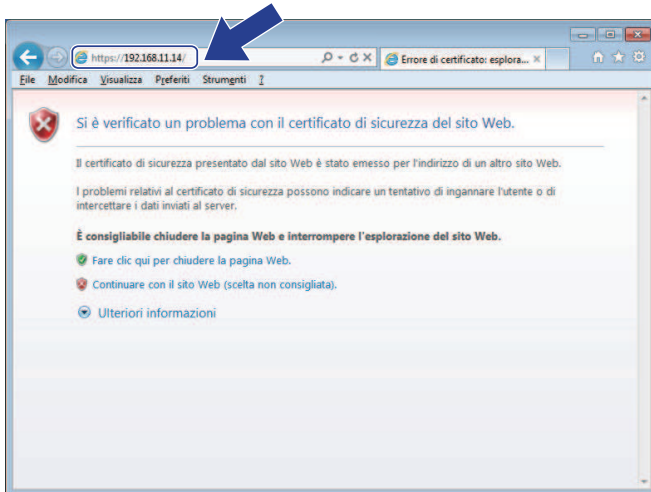 https://192.168.11.14/
Errore di certificato: esplora...
File Modifica Visualizza Preferiti Strumenti ?
Si è verificato un problema con il certificato di sicurezza del sito Web.
Il certificato di sicurezza presentato dal sito Web è stato emesso per l'indirizzo di un altro sito Web.
I problemi relativi al certificato di sicurezza possono indicare un tentativo di ingannare l'utente o di
intercettare i dati inviati al server.
È consigliabile chiudere la pagina Web e interrompere l'esplorazione del sito Web.
Fare clic qui per chiudere la pagina Web.
Continuare con il sito Web (scelta non consigliata).
Ulteriori informazioni